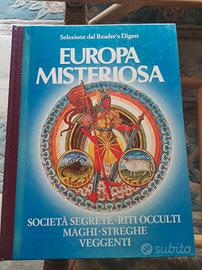 Selezione dal Reader's Digest
EUROPA
MISTERIOSA
SOCIETÀ SEGRETE·RITI OCCULTI
MAGHI·STREGHE
VEGGENTI
subito